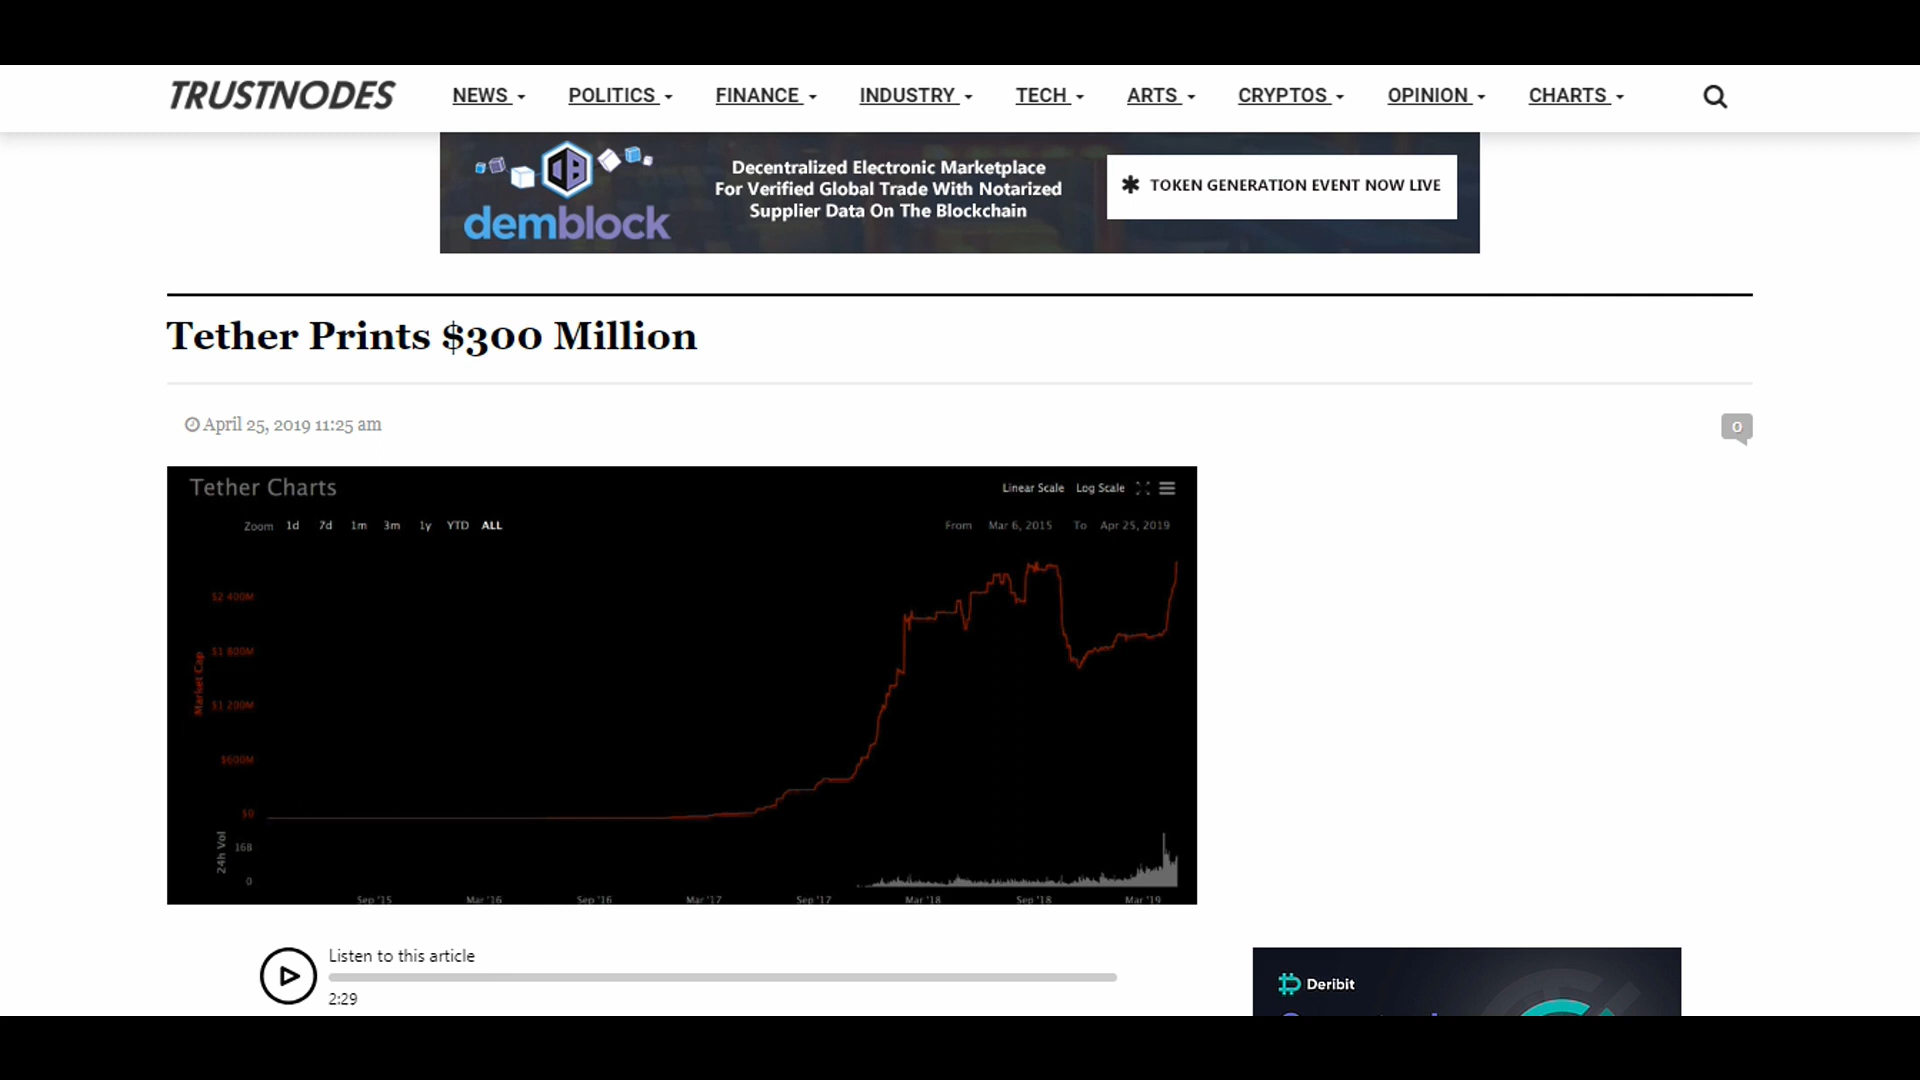 TRUSTNODES
NEWS
POLITICS
FINANCE
INDUSTRY
TECH
ARTS
CRYPTOS
OPINION
CHARTS
demblock
Decentralized Electronic Marketplace
For Verified Global Trade With Notarized
Supplier Data On The Blockchain
* TOKEN GENERATION EVENT NOW LIVE
Tether Prints $300 Million
April 25, 2019 11:25 am
0
Tether Charts
Linear Scale Log Scale
Zoom 1d 7d 1m 3m 1y YTD ALL
From Mar 6, 2015 To Apr 25, 2019
Market Cap
$2 400M
$1 800M
$1 200M
$600M
$0
24h Vol
16B
0
Sep '15 Mar '16 Sep '16 Mar '17 Sep '17 Mar '18 Sep '18 Mar '19
Listen to this article
2:29
Deribit